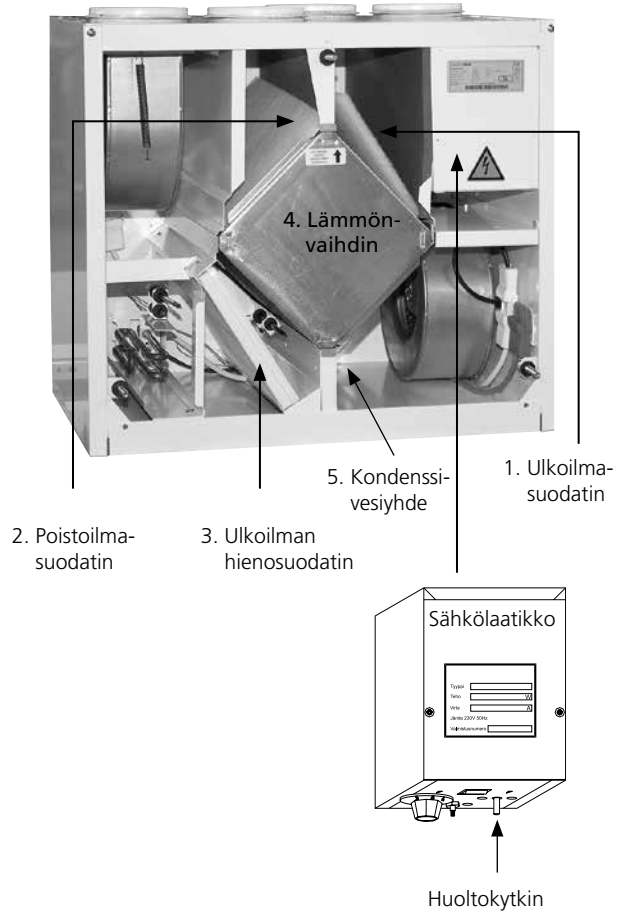 4. Lämmön-
vaihdin
5. Kondenssi-
vesiyhde
1. Ulkoilma-
suodatin
2. Poistoilma-
suodatin
3. Ulkoilman
hienosuodatin
Sähkölaatikko
Tyyppi
Teho W
Virta A
Jännite 230V 50Hz
Valmistusnumero
Huoltokytkin